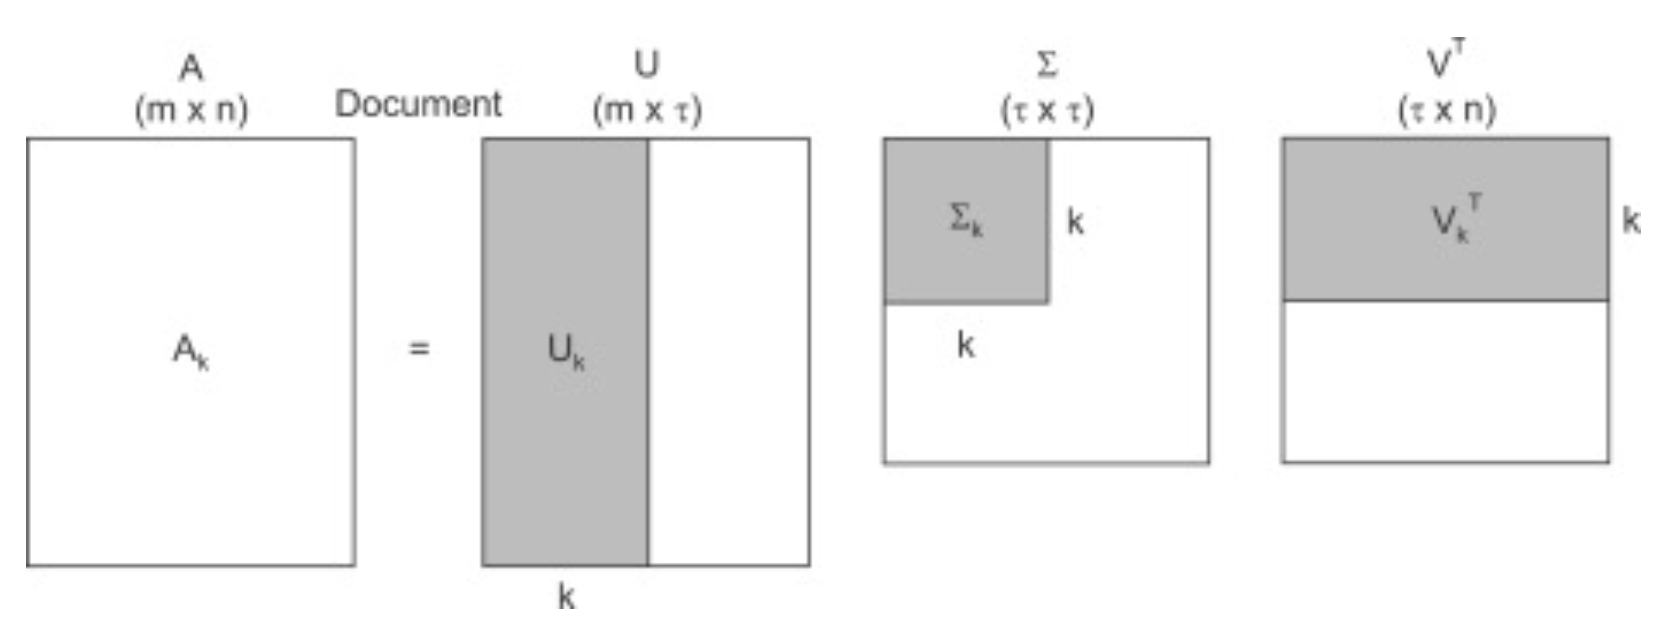 A
(m x n)
Document
U
(m x τ)
Σ
(τ x τ)
V^T
(τ x n)
A_k
=
U_k
k
Σ_k
k
k
V_k^T
k